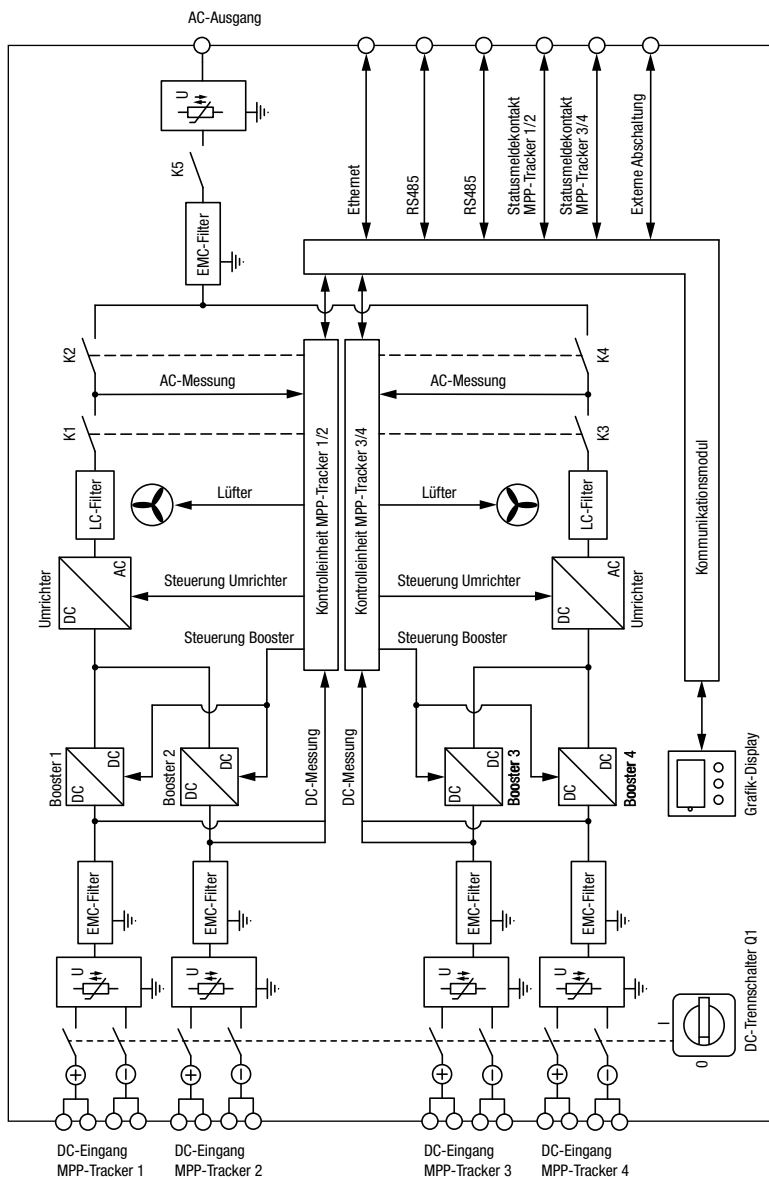 AC-Ausgang
U
K5
EMC-Filter
Ethernet
RS485
RS485
Statusmeldekontakt
MPP-Tracker 1/2
Statusmeldekontakt
MPP-Tracker 3/4
Externe Abschaltung
K2
K4
AC-Messung
AC-Messung
K1
K3
LC-Filter
Lüfter
Kontrolleinheit MPP-Tracker 1/2
Kontrolleinheit MPP-Tracker 3/4
Lüfter
LC-Filter
Kommunikationsmodul
Umrichter
DC
AC
Steuerung Umrichter
Steuerung Umrichter
DC
AC
Umrichter
Steuerung Booster
Steuerung Booster
Booster 1
DC
DC
Booster 2
DC
DC
DC-Messung
DC-Messung
DC
DC
Booster 3
DC
DC
Booster 4
Grafik-Display
EMC-Filter
EMC-Filter
EMC-Filter
EMC-Filter
U
U
U
U
DC-Trennschalter Q1
I
0
+
−
+
−
+
−
+
−
DC-Eingang
MPP-Tracker 1
DC-Eingang
MPP-Tracker 2
DC-Eingang
MPP-Tracker 3
DC-Eingang
MPP-Tracker 4